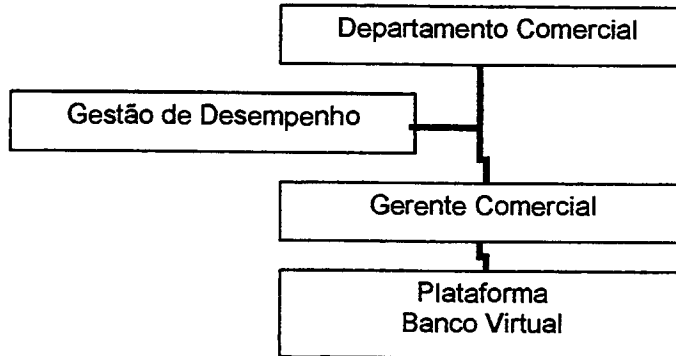 Departamento Comercial
Gestão de Desempenho
Gerente Comercial
Plataforma
Banco Virtual